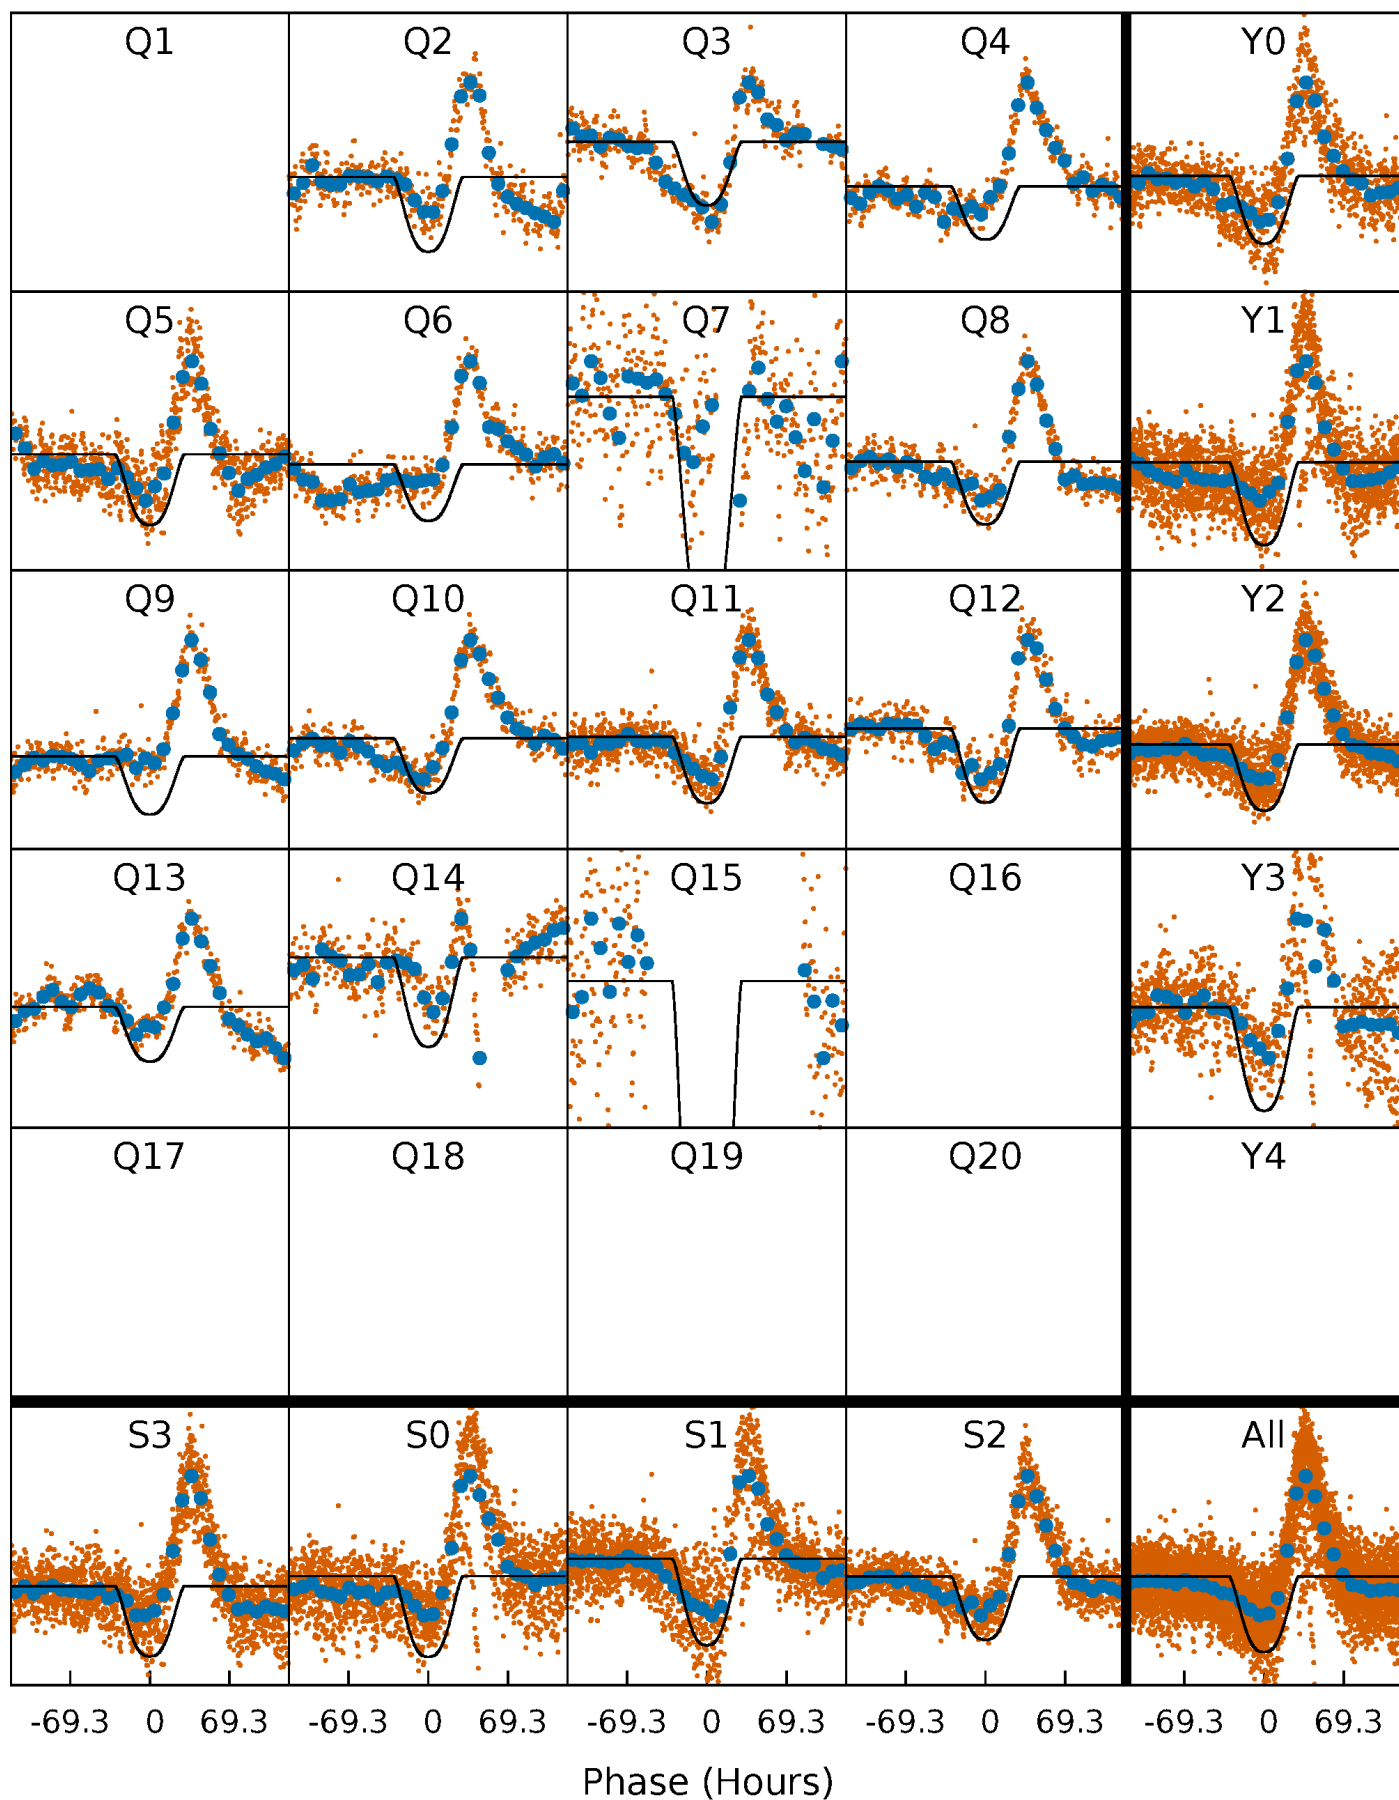 Q1 Q2 Q3 Q4 Y0
Q5 Q6 Q7 Q8 Y1
Q9 Q10 Q11 Q12 Y2
Q13 Q14 Q15 Q16 Y3
Q17 Q18 Q19 Q20 Y4
S3 S0 S1 S2 All
-69.3 0 69.3 -69.3 0 69.3 -69.3 0 69.3 -69.3 0 69.3 -69.3 0 69.3
Phase (Hours)